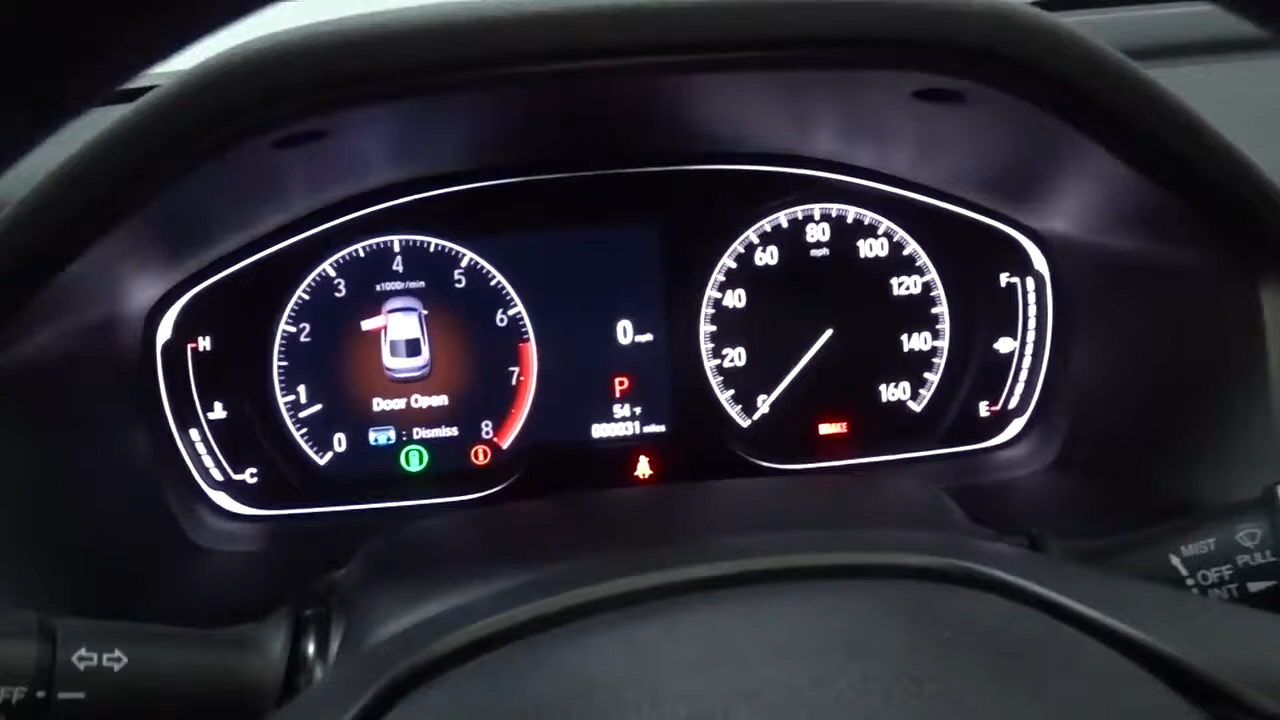 H
C
0
1
2
3
4
5
6
7
8
x1000r/min
Door Open
: Dismiss
0 mph
P
54 °F
000031 miles
0
20
40
60
80
100
120
140
160
mph
BRAKE
F
E
MIST
OFF
INT
PULL